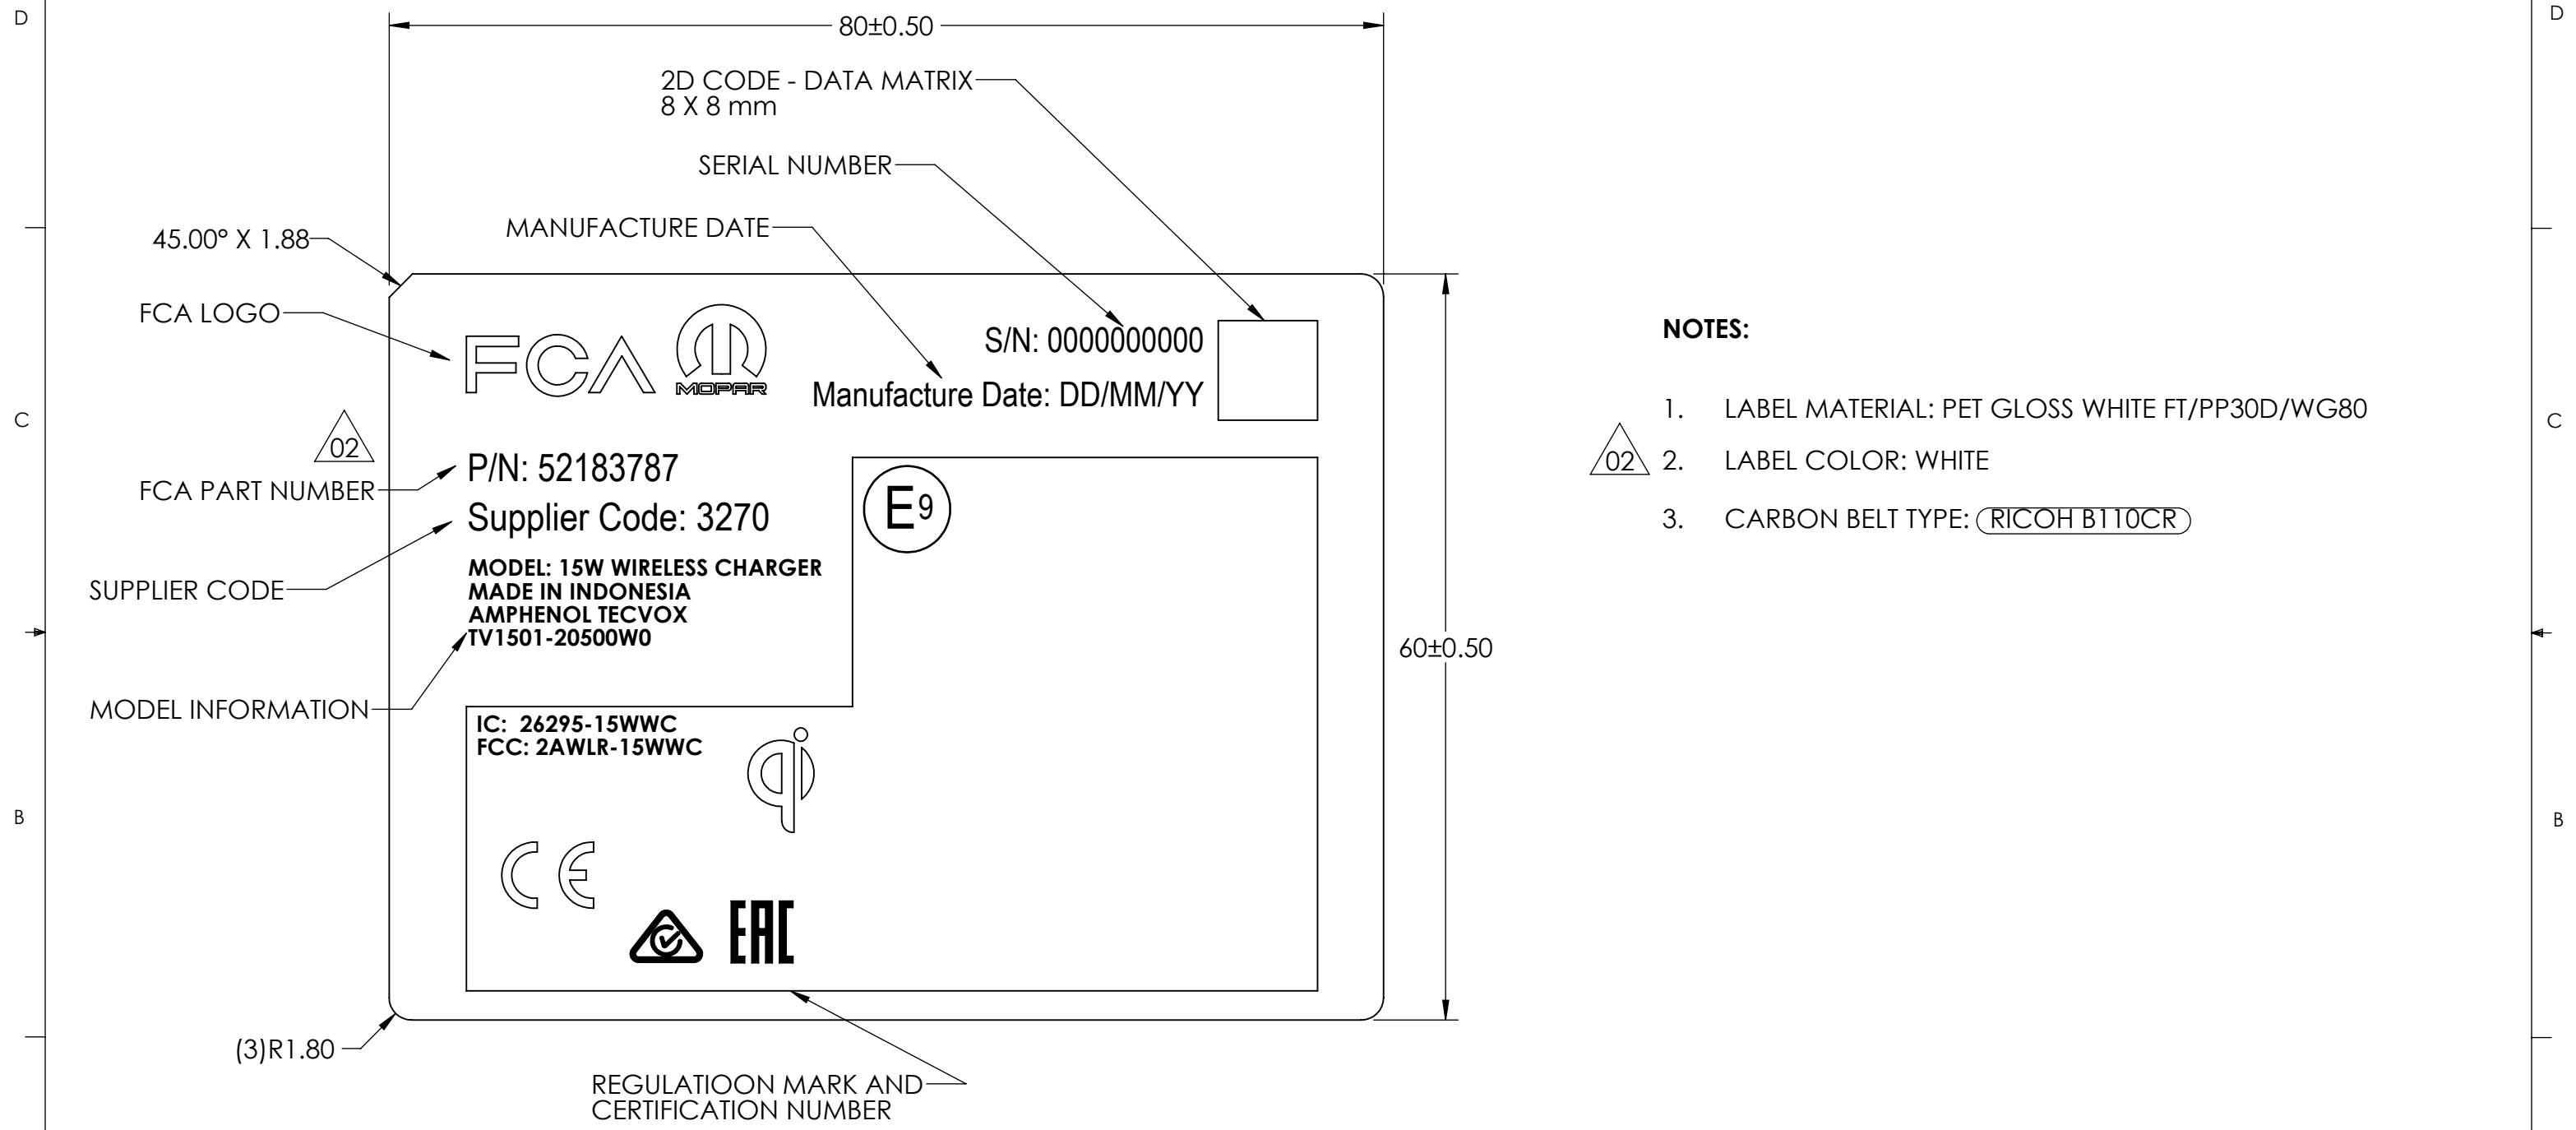 D
D
80±0.50
2D CODE - DATA MATRIX
8 X 8 mm
SERIAL NUMBER
MANUFACTURE DATE
45.00° X 1.88
FCA LOGO
FCA
MOPAR
S/N: 0000000000
Manufacture Date: DD/MM/YY
NOTES:
1. LABEL MATERIAL: PET GLOSS WHITE FT/PP30D/WG80
C
C
02
02
2. LABEL COLOR: WHITE
P/N: 52183787
FCA PART NUMBER
E9
Supplier Code: 3270
3. CARBON BELT TYPE: RICOH B110CR
MODEL: 15W WIRELESS CHARGER
MADE IN INDONESIA
AMPHENOL TECVOX
TV1501-20500W0
SUPPLIER CODE
60±0.50
MODEL INFORMATION
IC: 26295-15WWC
FCC: 2AWLR-15WWC
qi
B
B
CE
EAC
(3)R1.80
REGULATIOON MARK AND
CERTIFICATION NUMBER